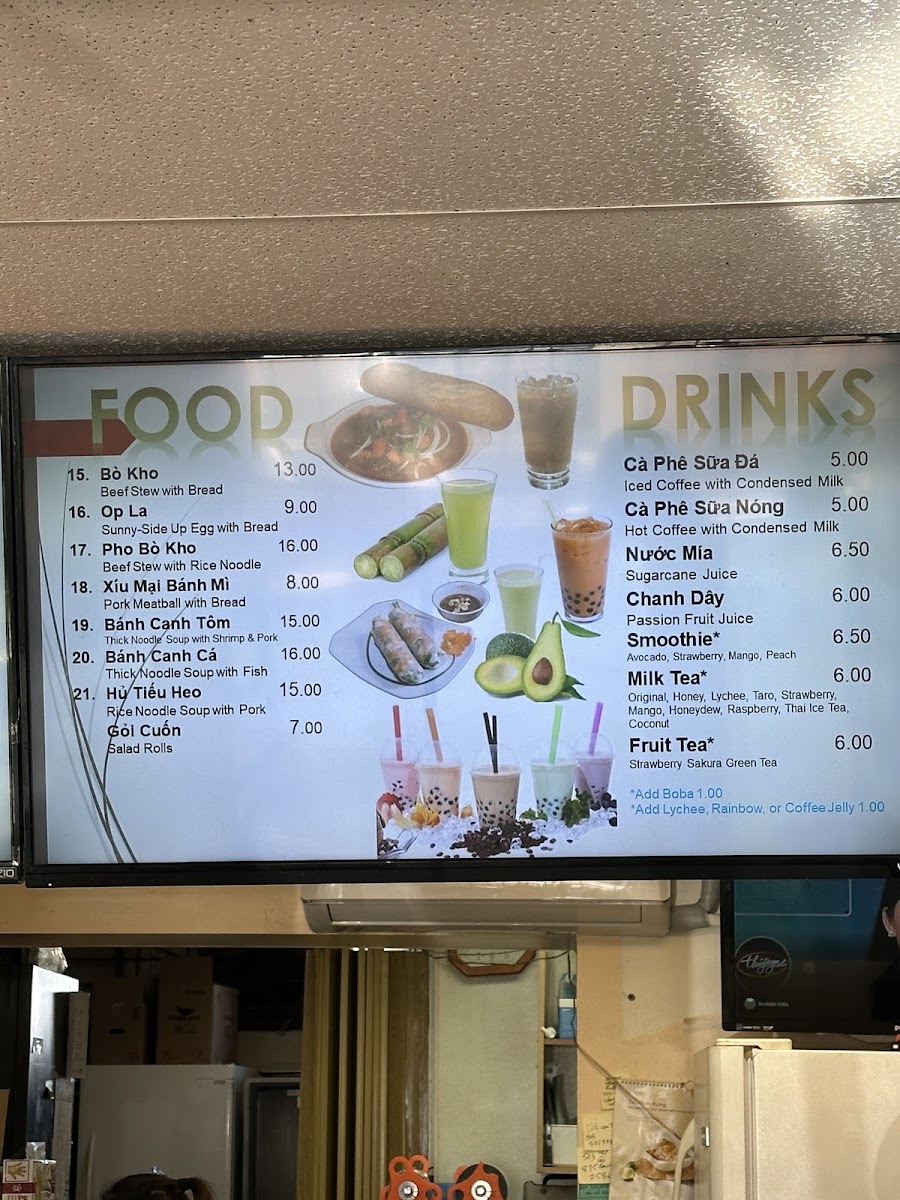 FOOD
15. Bò Kho 13.00
Beef Stew with Bread
16. Op La 9.00
Sunny-Side Up Egg with Bread
17. Pho Bò Kho 16.00
Beef Stew with Rice Noodle
18. Xíu Mại Bánh Mì 8.00
Pork Meatball with Bread
19. Bánh Canh Tôm 15.00
Thick Noodle Soup with Shrimp & Pork
20. Bánh Canh Cá 16.00
Thick Noodle Soup with Fish
21. Hủ Tiếu Heo 15.00
Rice Noodle Soup with Pork
Gỏi Cuốn 7.00
Salad Rolls
DRINKS
Cà Phê Sữa Đá 5.00
Iced Coffee with Condensed Milk
Cà Phê Sữa Nóng 5.00
Hot Coffee with Condensed Milk
Nước Mía 6.50
Sugarcane Juice
Chanh Dây 6.00
Passion Fruit Juice
Smoothie* 6.50
Avocado, Strawberry, Mango, Peach
Milk Tea* 6.00
Original, Honey, Lychee, Taro, Strawberry,
Mango, Honeydew, Raspberry, Thai Ice Tea,
Coconut
Fruit Tea* 6.00
Strawberry Sakura Green Tea
*Add Boba 1.00
*Add Lychee, Rainbow, or Coffee Jelly 1.00